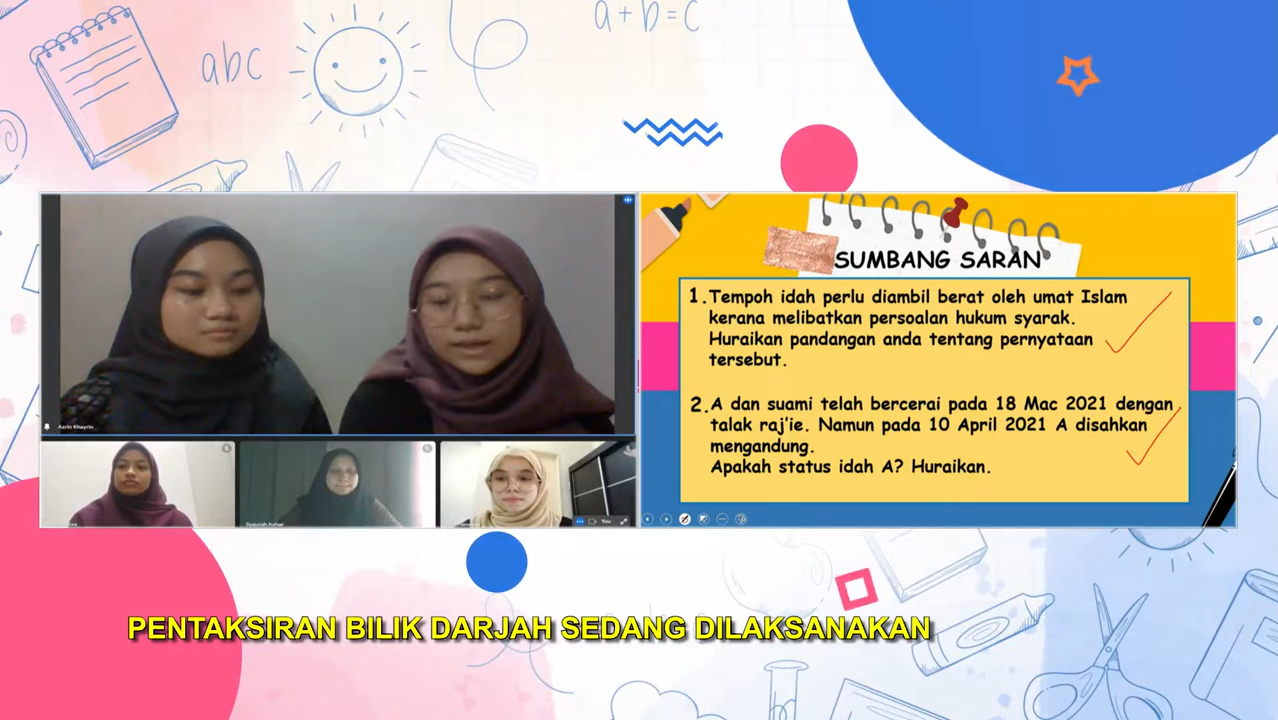 a+b=c
abc
SUMBANG SARAN
1. Tempoh idah perlu diambil berat oleh umat Islam
kerana melibatkan persoalan hukum syarak.
Huraikan pandangan anda tentang pernyataan
tersebut.
2. A dan suami telah bercerai pada 18 Mac 2021 dengan
talak raj'ie. Namun pada 10 April 2021 A disahkan
mengandung.
Apakah status idah A? Huraikan.
Azrin Khayrin
Syaurah Azhar
You
PENTAKSIRAN BILIK DARJAH SEDANG DILAKSANAKAN